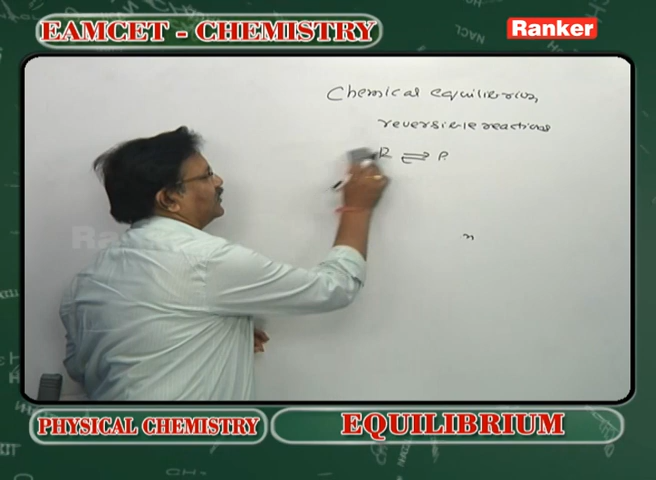 EAMCET - CHEMISTRY
Ranker
Chemical equilibrium
reversible reactions
R ⇌ P
n
PHYSICAL CHEMISTRY
EQUILIBRIUM